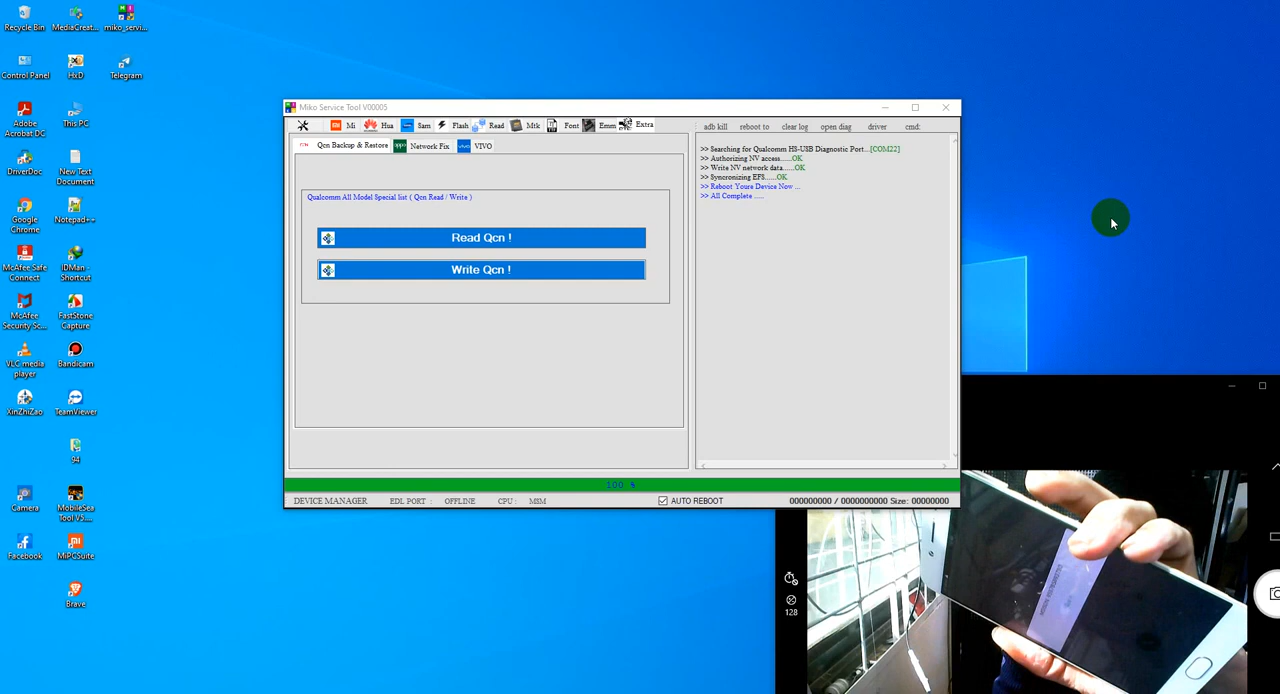 Recycle Bin
MediaCreat...
miko_servi...
Control Panel
HxD
Telegram
Adobe
Acrobat DC
This PC
DriverDoc
New Text
Document
Google
Chrome
Notepad++
McAfee Safe
Connect
IDMan -
Shortcut
McAfee
Security Sc...
FastStone
Capture
VLC media
player
Bandicam
XinZhiZao
TeamViewer
94
Camera
MobileSea
Tool V5....
Facebook
MiPCSuite
Brave
Miko Service Tool V00005
Mi Hua Sam Flash Read Mtk Font Emm Extra
Qcn Backup & Restore Network Fix VIVO
Qualcomm All Model Special list ( Qcn Read / Write )
Read Qcn !
Write Qcn !
adb kill reboot to clear log open diag driver cmd:
>> Searching for Qualcomm HS-USB Diagnostic Port...[COM22]
>> Authorizing NV access.....OK
>> Write NV network data.....OK
>> Syncronizing EFS......OK
>> Reboot Youre Device Now ...
>> All Complete .....
100 %
DEVICE MANAGER EDL PORT : OFFLINE CPU : MSM AUTO REBOOT 000000000 / 0000000000 Size: 00000000
128